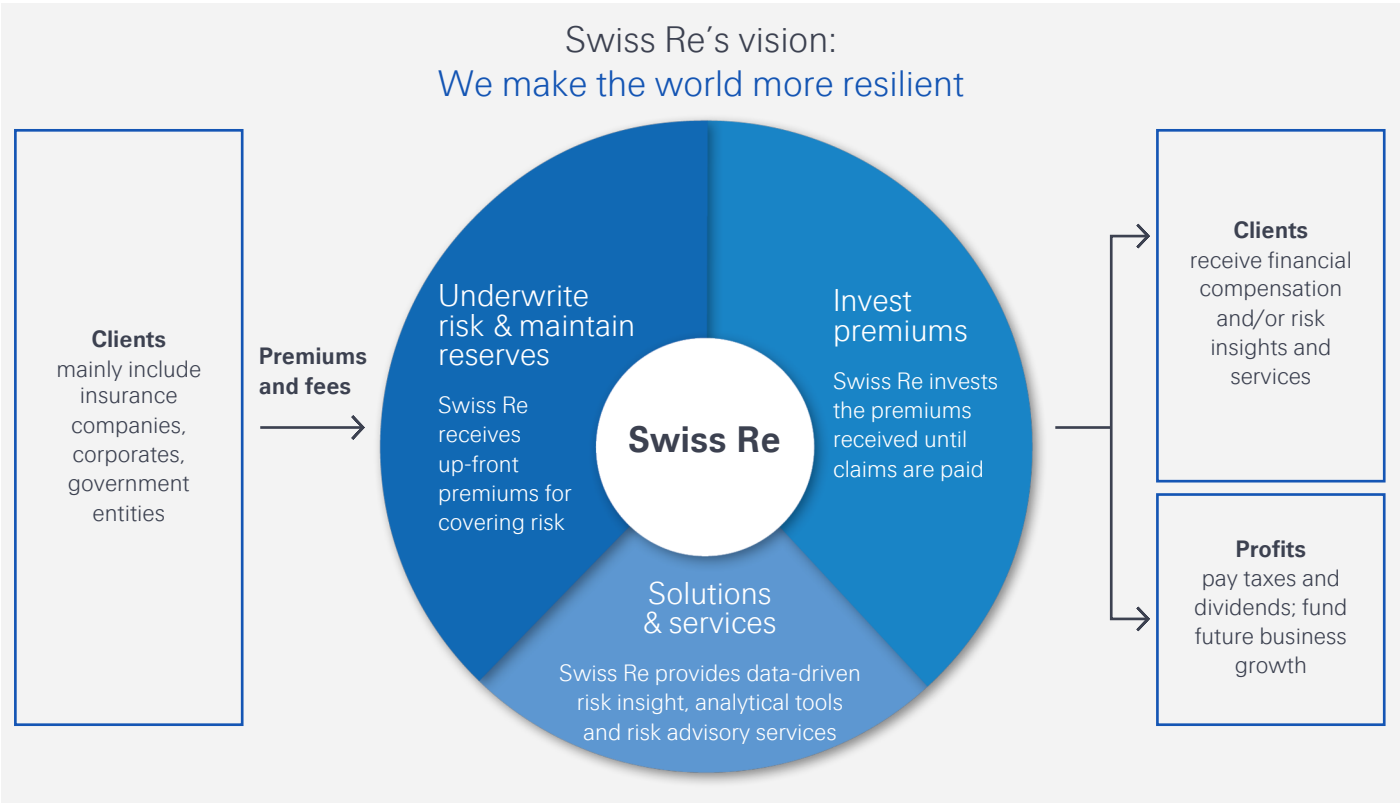 Swiss Re’s vision:
We make the world more resilient
Clients
mainly include
insurance
companies,
corporates,
government
entities
Premiums
and fees
Underwrite
risk & maintain
reserves
Swiss Re
receives
up-front
premiums for
covering risk
Swiss Re
Invest
premiums
Swiss Re invests
the premiums
received until
claims are paid
Solutions
& services
Swiss Re provides data-driven
risk insight, analytical tools
and risk advisory services
Clients
receive financial
compensation
and/or risk
insights and
services
Profits
pay taxes and
dividends; fund
future business
growth